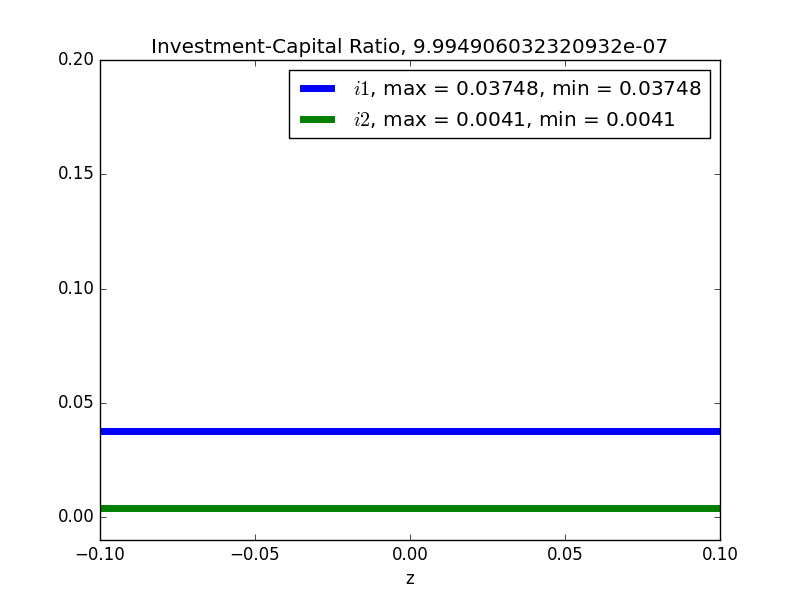 Investment-Capital Ratio, 9.994906032320932e-07
0.20
i1, max = 0.03748, min = 0.03748
i2, max = 0.0041, min = 0.0041
0.15
0.10
0.05
0.00
−0.10 −0.05 0.00 0.05 0.10
z